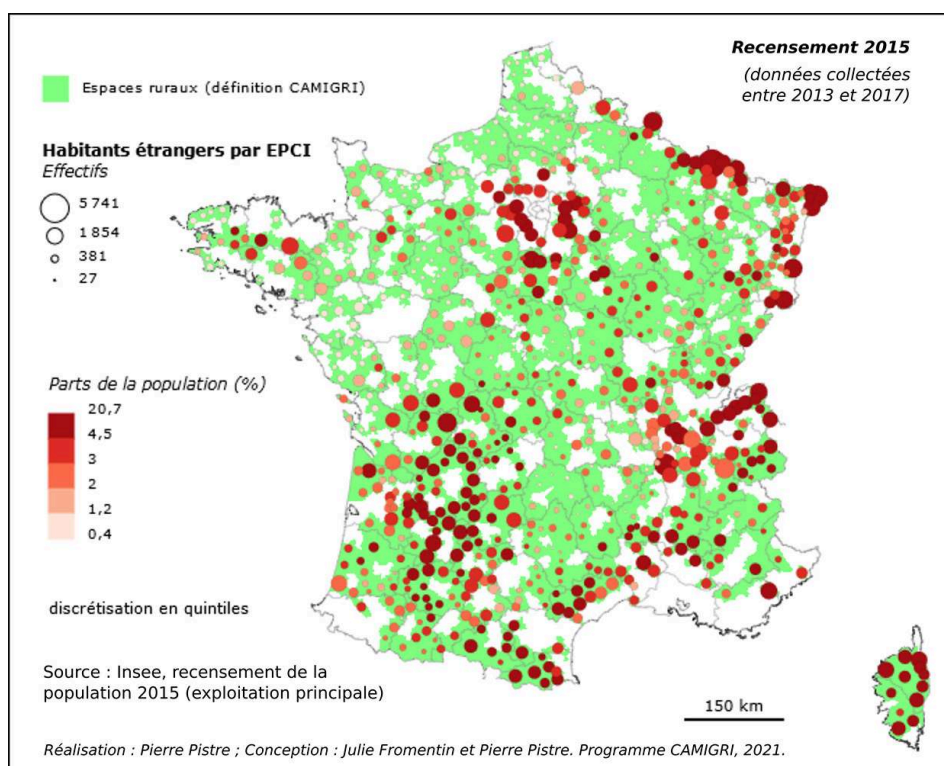 Recensement 2015
(données collectées
entre 2013 et 2017)
Espaces ruraux (définition CAMIGRI)
Habitants étrangers par EPCI
Effectifs
5 741
1 854
381
27
Parts de la population (%)
20,7
4,5
3
2
1,2
0,4
discrétisation en quintiles
Source : Insee, recensement de la
population 2015 (exploitation principale)
150 km
Réalisation : Pierre Pistre ; Conception : Julie Fromentin et Pierre Pistre. Programme CAMIGRI, 2021.